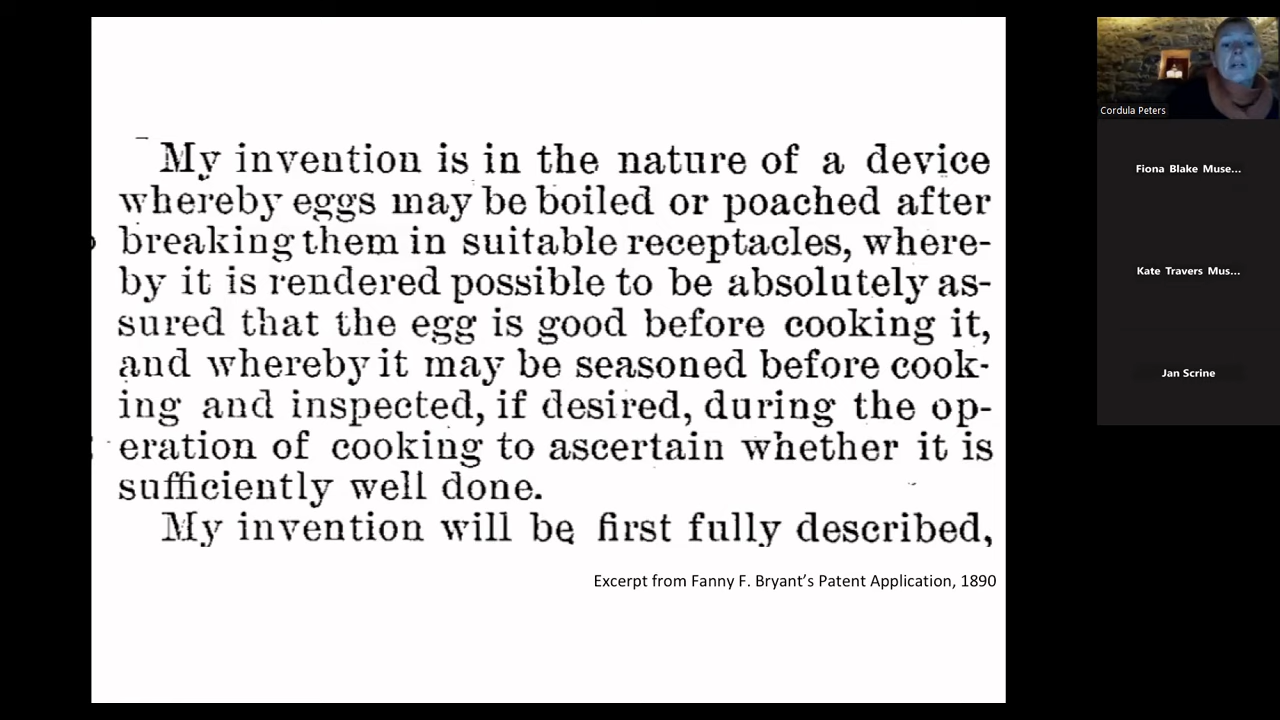 My invention is in the nature of a device
whereby eggs may be boiled or poached after
breaking them in suitable receptacles, where-
by it is rendered possible to be absolutely as-
sured that the egg is good before cooking it,
and whereby it may be seasoned before cook-
ing and inspected, if desired, during the op-
eration of cooking to ascertain whether it is
sufficiently well done.
My invention will be first fully described,
Excerpt from Fanny F. Bryant’s Patent Application, 1890
Cordula Peters
Fiona Blake Muse...
Kate Travers Mus...
Jan Scrine